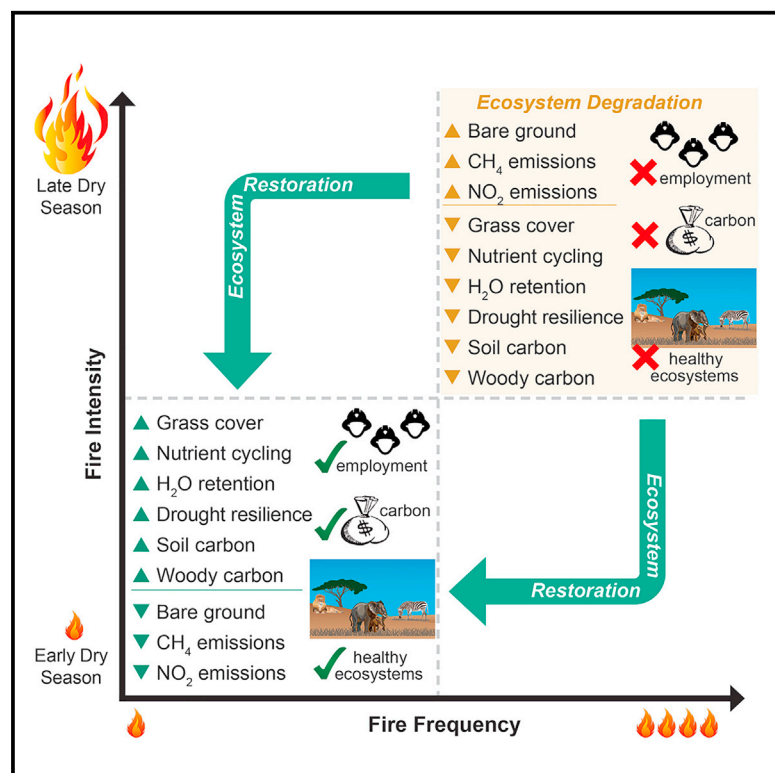 Ecosystem Degradation
▲ Bare ground
▲ CH₄ emissions
▲ NO₂ emissions
▼ Grass cover
▼ Nutrient cycling
▼ H₂O retention
▼ Drought resilience
▼ Soil carbon
▼ Woody carbon
employment
carbon
$
healthy
ecosystems
Late Dry
Season
Restoration
Ecosystem
Fire Intensity
▲ Grass cover
▲ Nutrient cycling
▲ H₂O retention
▲ Drought resilience
▲ Soil carbon
▲ Woody carbon
▼ Bare ground
▼ CH₄ emissions
▼ NO₂ emissions
employment
carbon
$
healthy
ecosystems
Ecosystem
Restoration
Early Dry
Season
Fire Frequency